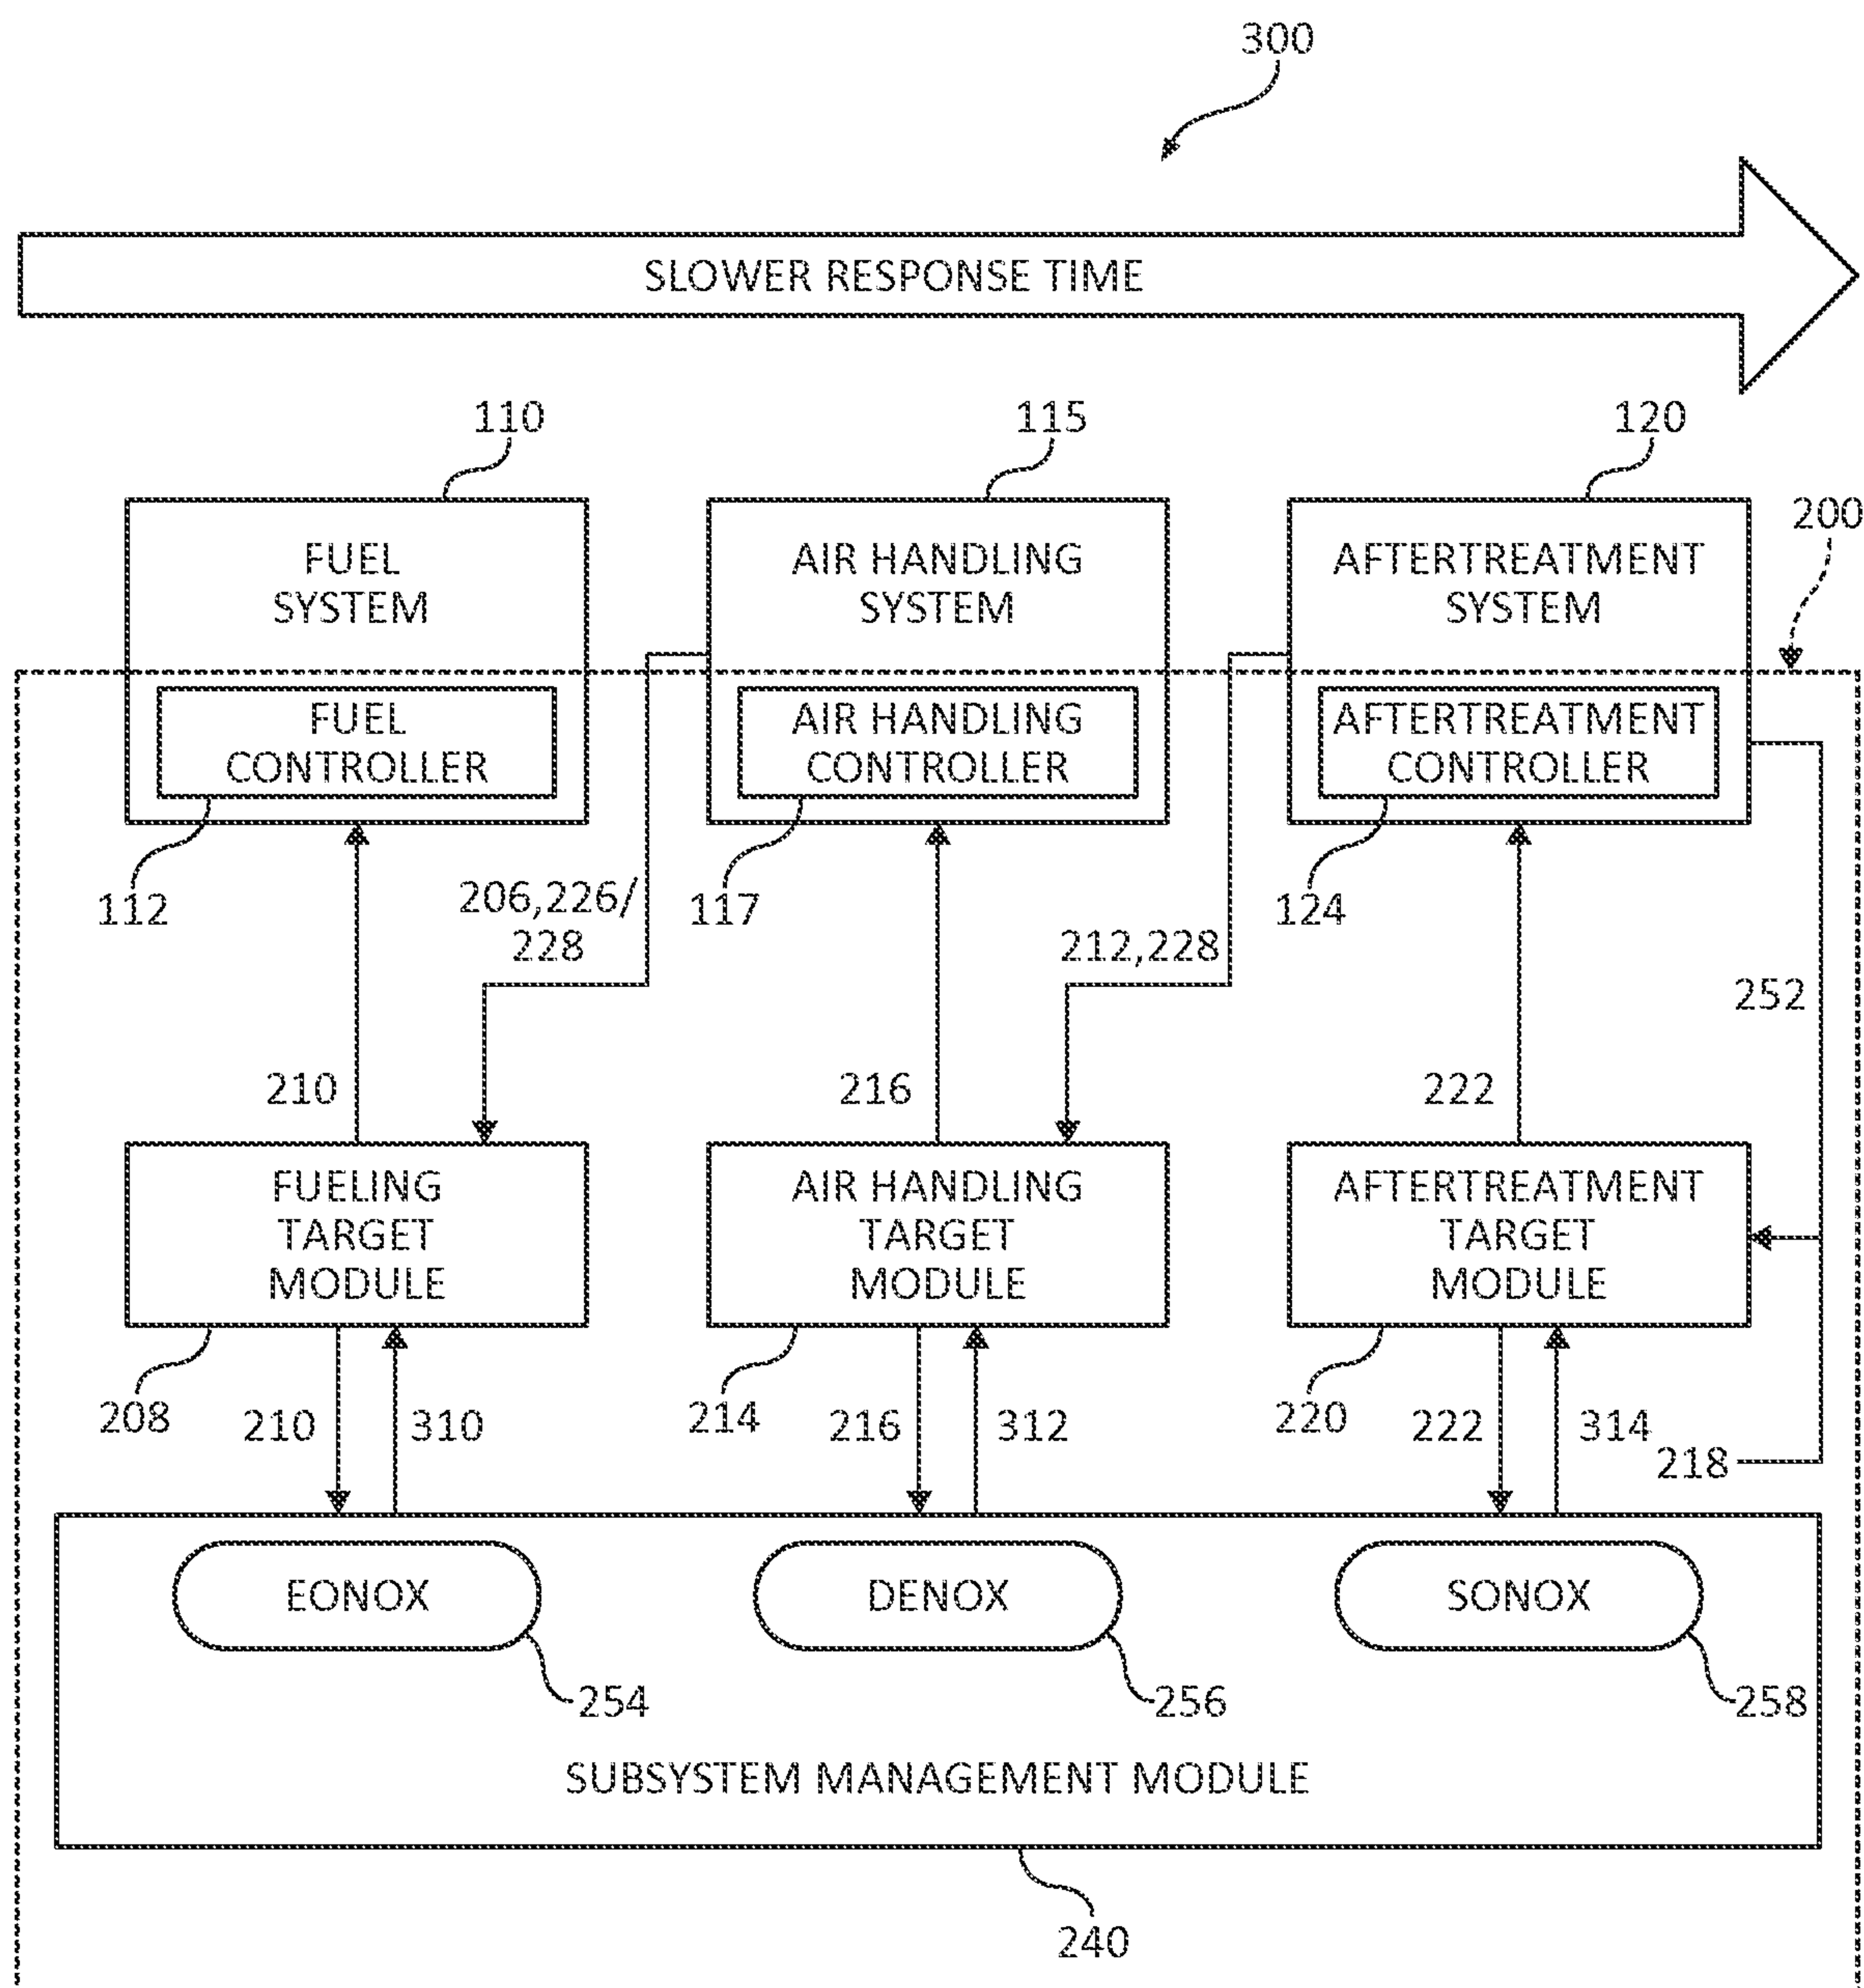 300
SLOWER RESPONSE TIME
110
115
120
200
FUEL
SYSTEM
AIR HANDLING
SYSTEM
AFTERTREATMENT
SYSTEM
FUEL
CONTROLLER
AIR HANDLING
CONTROLLER
AFTERTREATMENT
CONTROLLER
112
206,226/
228
117
212,228
124
252
210
216
222
FUELING
TARGET
MODULE
AIR HANDLING
TARGET
MODULE
AFTERTREATMENT
TARGET
MODULE
208
210
310
214
216
312
220
222
314
218
EONOX
DENOX
SONOX
254
256
258
SUBSYSTEM MANAGEMENT MODULE
240